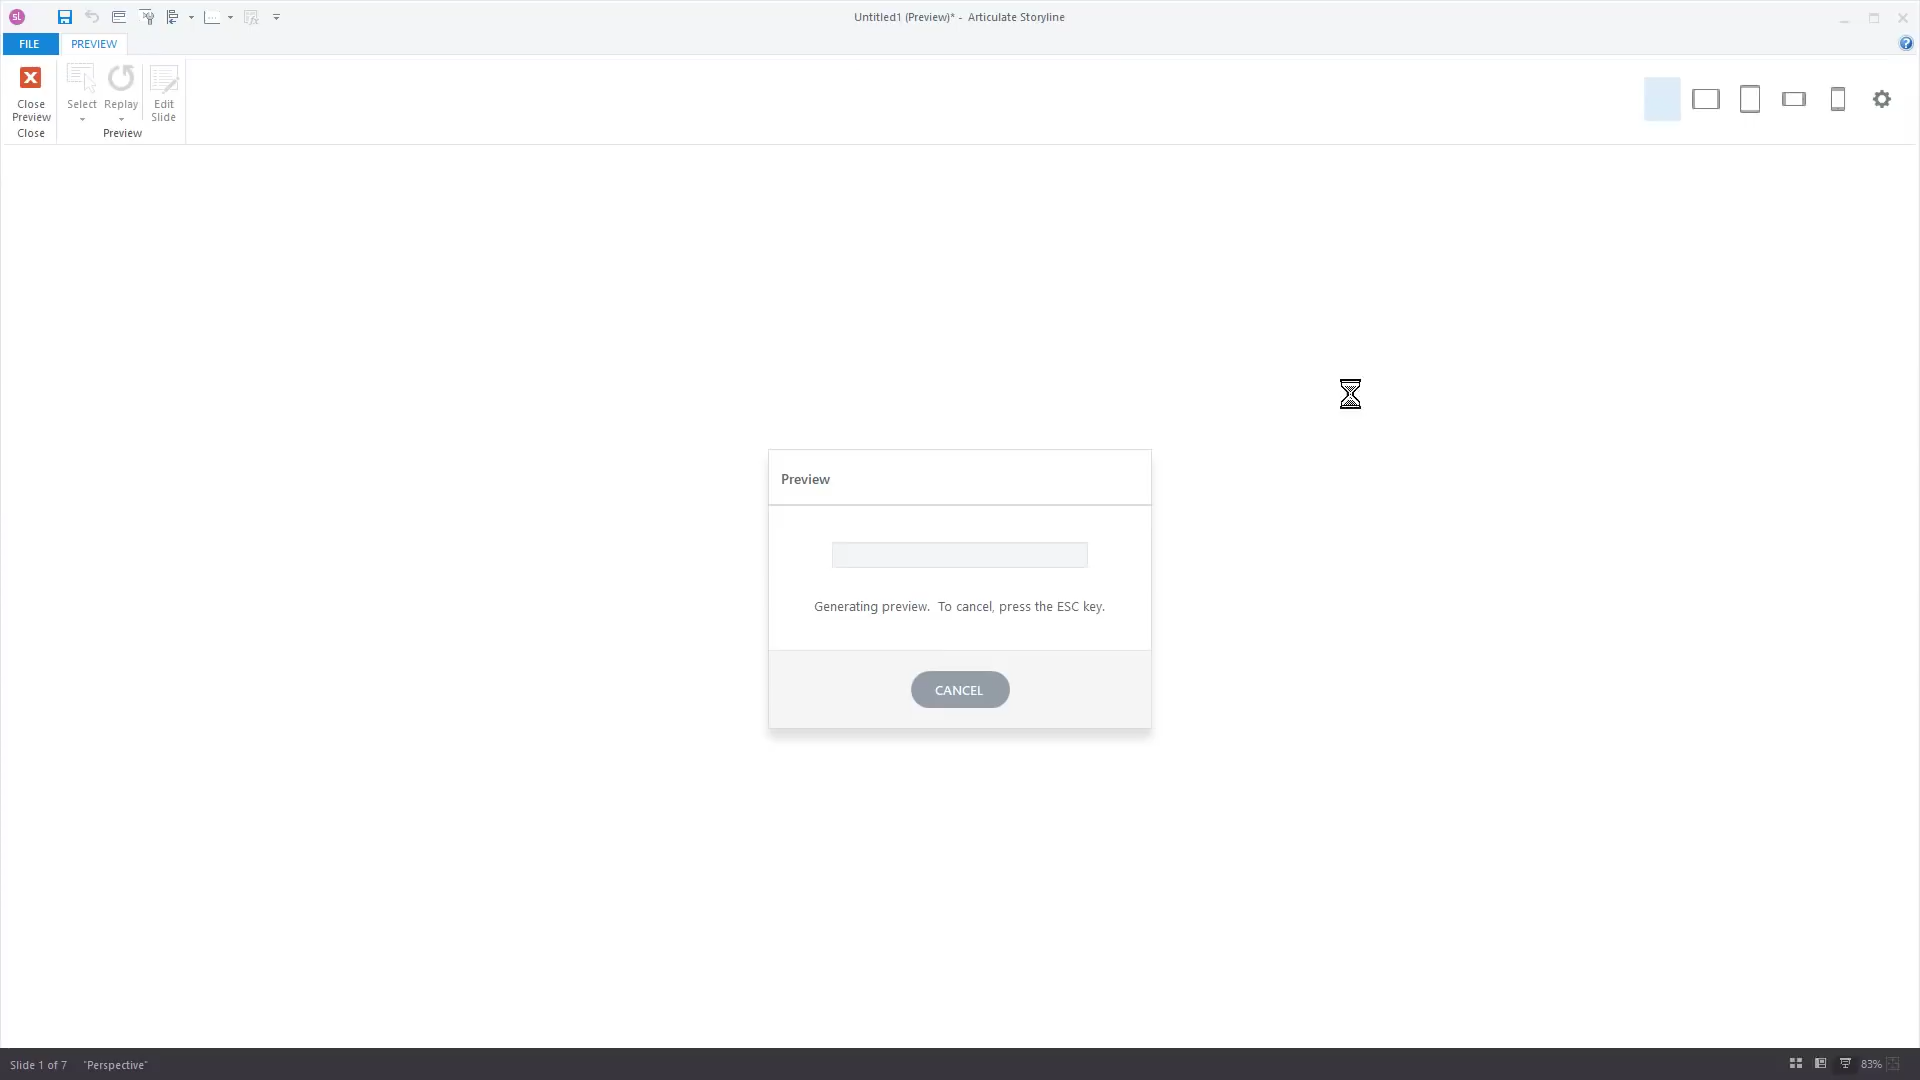 sl
Untitled1 (Preview)* - Articulate Storyline
FILE
PREVIEW
?
Close
Preview
Select
Replay
Edit
Slide
Close
Preview
Preview
Generating preview.  To cancel, press the ESC key.
CANCEL
Slide 1 of 7
"Perspective"
83%